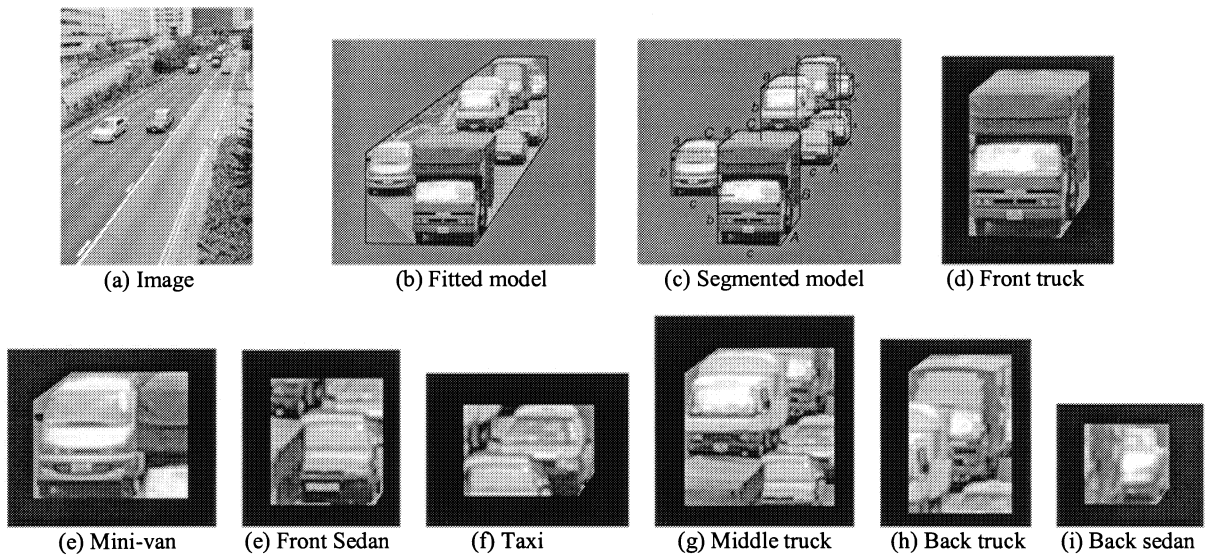 (a) Image
(b) Fitted model
(c) Segmented model
(d) Front truck
(e) Mini-van
(e) Front Sedan
(f) Taxi
(g) Middle truck
(h) Back truck
(i) Back sedan